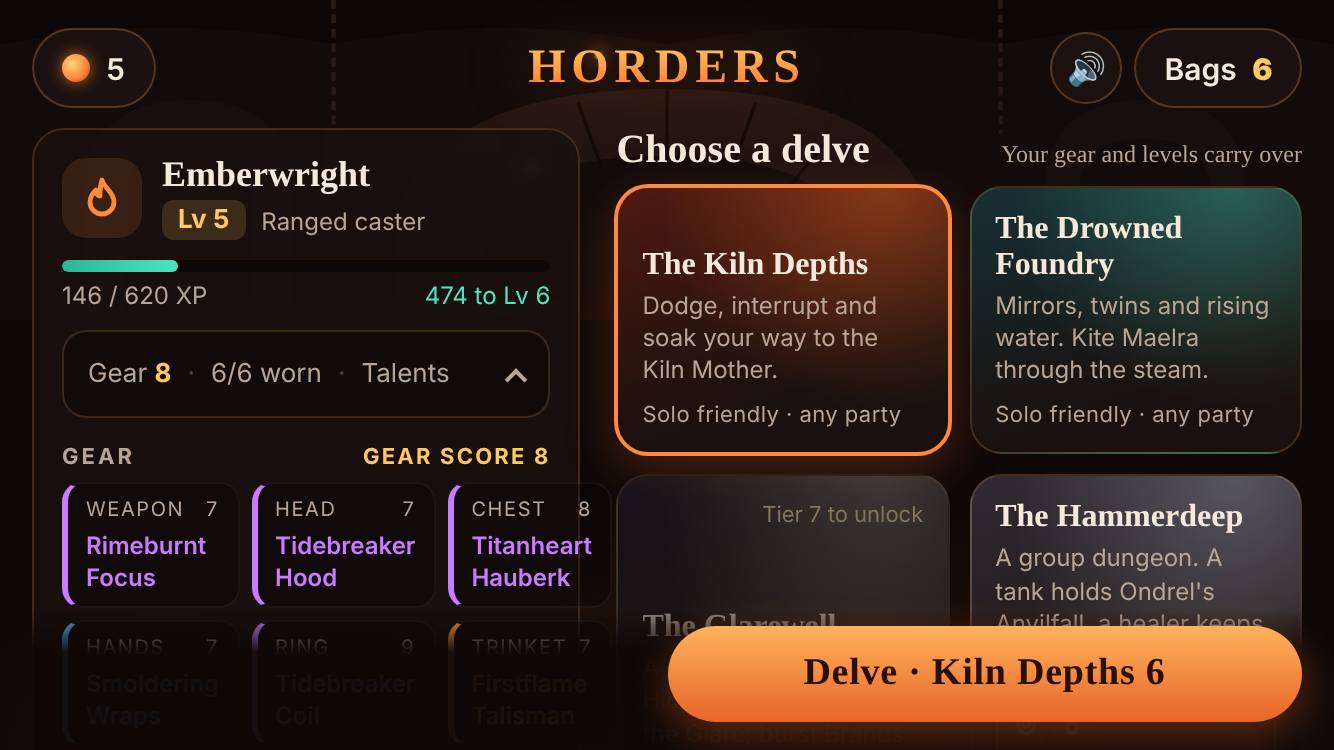 5
HORDERS
Bags 6
Emberwright
Lv 5
Ranged caster
146 / 620 XP
474 to Lv 6
Gear 8 · 6/6 worn · Talents
GEAR
GEAR SCORE 8
WEAPON 7
Rimeburnt
Focus
HEAD 7
Tidebreaker
Hood
CHEST 8
Titanheart
Hauberk
HANDS 7
Smoldering
Wraps
RING 9
Tidebreaker
Coil
TRINKET 7
Firstflame
Talisman
Choose a delve
Your gear and levels carry over
The Kiln Depths
Dodge, interrupt and
soak your way to the
Kiln Mother.
Solo friendly · any party
The Drowned
Foundry
Mirrors, twins and rising
water. Kite Maelra
through the steam.
Solo friendly · any party
Tier 7 to unlock
The Glarewell
The Hammerdeep
A group dungeon. A
tank holds Ondrel's
Anvilfall, a healer keeps
Delve · Kiln Depths 6